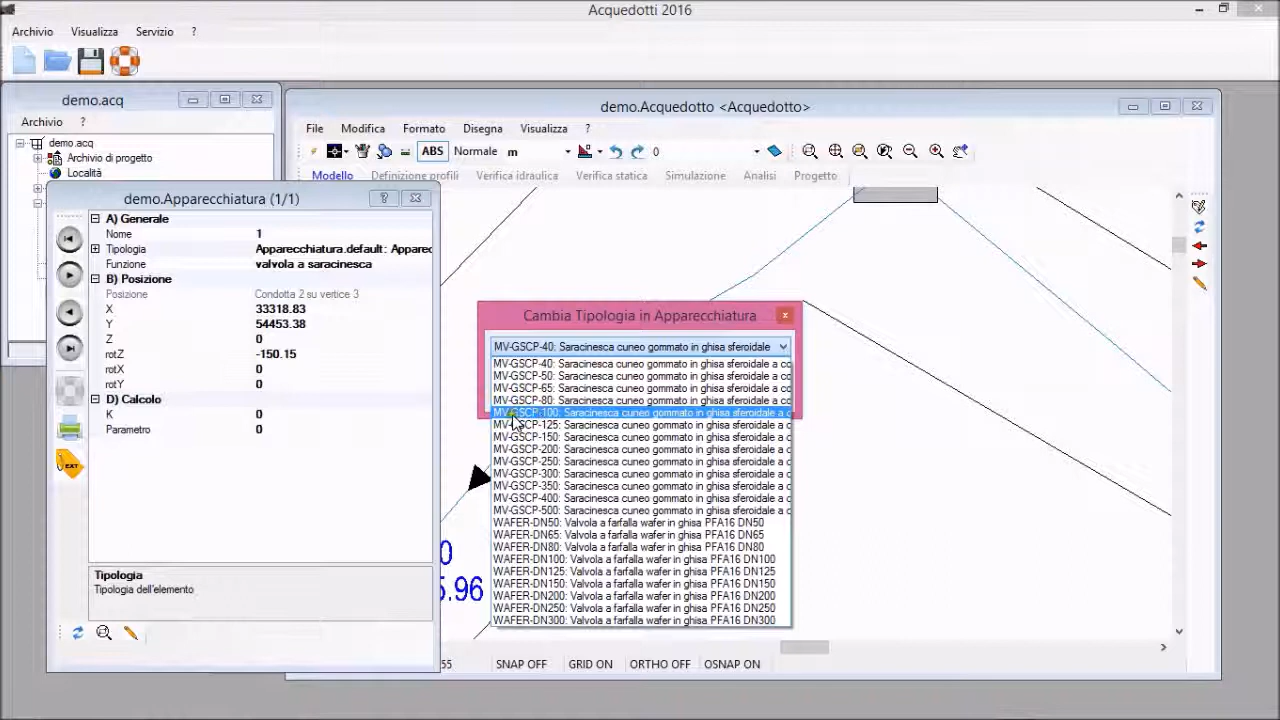 Acquedotti 2016
Archivio Visualizza Servizio ?
demo.acq
Archivio ?
demo.acq
Archivio di progetto
Località
demo.Acquedotto <Acquedotto>
File Modifica Formato Disegna Visualizza ?
ABS Normale m 0
Modello Definizione profili Verifica idraulica Verifica statica Simulazione Analisi Progetto
demo.Apparecchiatura (1/1)
A) Generale
Nome 1
Tipologia Apparecchiatura.default: Apparec
Funzione valvola a saracinesca
B) Posizione
Posizione Condotta 2 su vertice 3
X 33318.83
Y 54453.38
Z 0
rotZ -150.15
rotX 0
rotY 0
D) Calcolo
K 0
Parametro 0
Tipologia
Tipologia dell'elemento
EXT
Cambia Tipologia in Apparecchiatura
MV-GSCP-40: Saracinesca cuneo gommato in ghisa sferoidale
MV-GSCP-40: Saracinesca cuneo gommato in ghisa sferoidale a co
MV-GSCP-50: Saracinesca cuneo gommato in ghisa sferoidale a co
MV-GSCP-65: Saracinesca cuneo gommato in ghisa sferoidale a co
MV-GSCP-80: Saracinesca cuneo gommato in ghisa sferoidale a co
MV-GSCP-100: Saracinesca cuneo gommato in ghisa sferoidale a c
MV-GSCP-125: Saracinesca cuneo gommato in ghisa sferoidale a c
MV-GSCP-150: Saracinesca cuneo gommato in ghisa sferoidale a c
MV-GSCP-200: Saracinesca cuneo gommato in ghisa sferoidale a c
MV-GSCP-250: Saracinesca cuneo gommato in ghisa sferoidale a c
MV-GSCP-300: Saracinesca cuneo gommato in ghisa sferoidale a c
MV-GSCP-350: Saracinesca cuneo gommato in ghisa sferoidale a c
MV-GSCP-400: Saracinesca cuneo gommato in ghisa sferoidale a c
MV-GSCP-500: Saracinesca cuneo gommato in ghisa sferoidale a c
WAFER-DN50: Valvola a farfalla wafer in ghisa PFA16 DN50
WAFER-DN65: Valvola a farfalla wafer in ghisa PFA16 DN65
WAFER-DN80: Valvola a farfalla wafer in ghisa PFA16 DN80
WAFER-DN100: Valvola a farfalla wafer in ghisa PFA16 DN100
WAFER-DN125: Valvola a farfalla wafer in ghisa PFA16 DN125
WAFER-DN150: Valvola a farfalla wafer in ghisa PFA16 DN150
WAFER-DN200: Valvola a farfalla wafer in ghisa PFA16 DN200
WAFER-DN250: Valvola a farfalla wafer in ghisa PFA16 DN250
WAFER-DN300: Valvola a farfalla wafer in ghisa PFA16 DN300
0
5.96
55 SNAP OFF GRID ON ORTHO OFF OSNAP ON